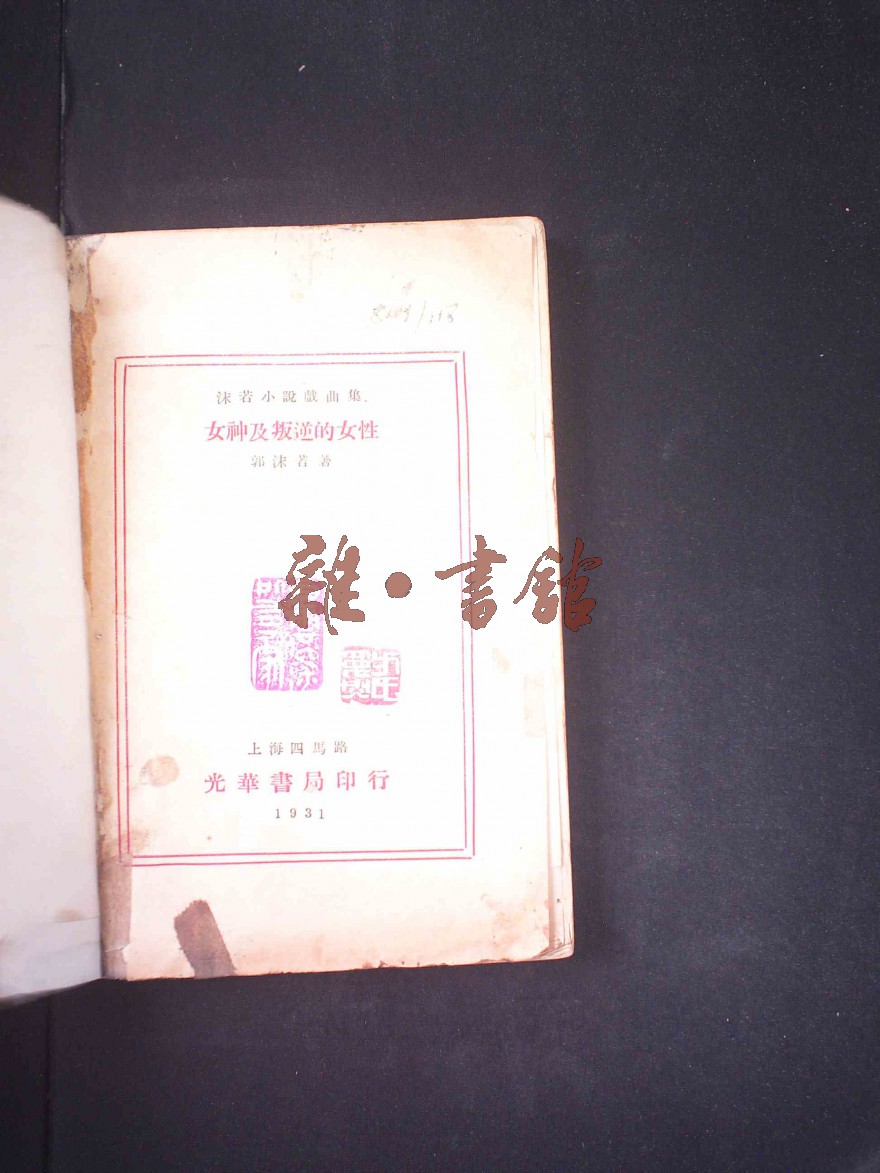 沫若小說戲曲集
女神及叛逆的女性
郭沫若著
雜·書館
上海四馬路
光華書局印行
1931